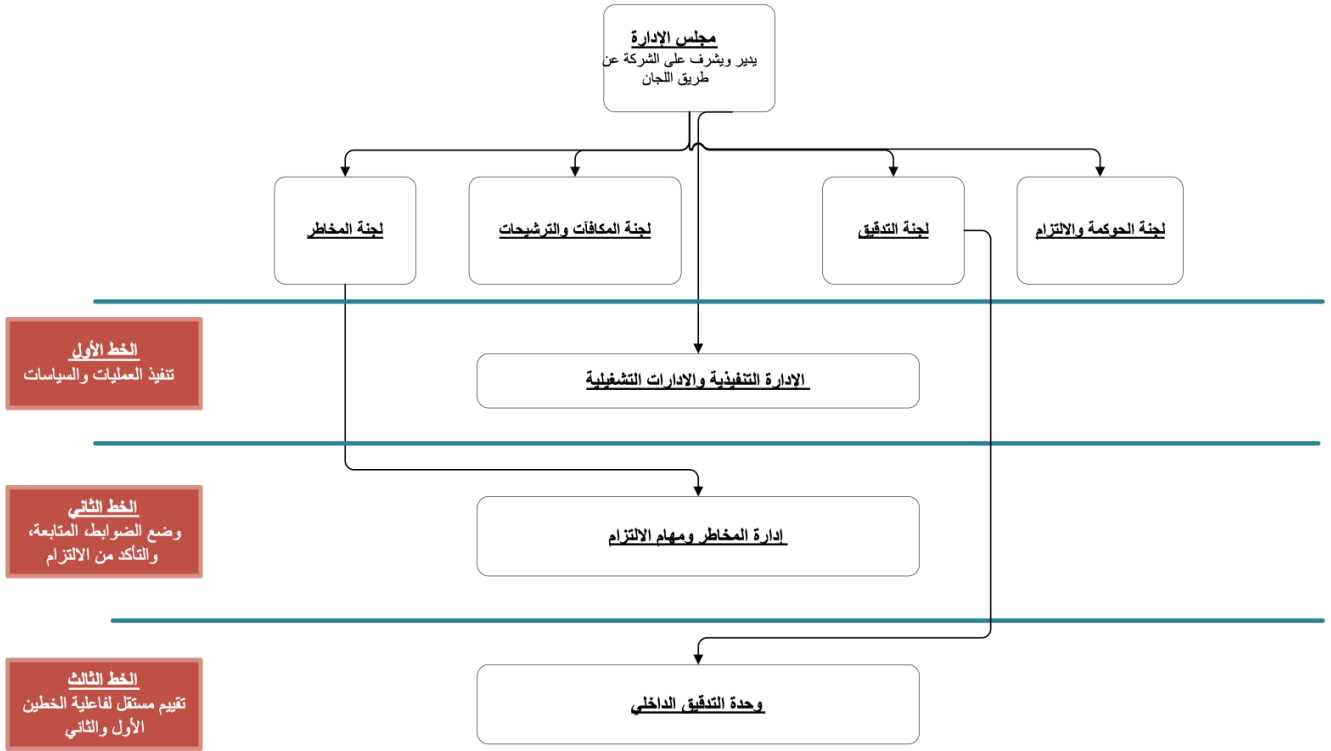 مجلس الإدارة
يدير ويشرف على الشركة عن
طريق اللجان
لجنة الحوكمة والالتزام
لجنة التدقيق
لجنة المكافآت والترشيحات
لجنة المخاطر
الخط الأول
تنفيذ العمليات والسياسات
الإدارة التنفيذية والادارات التشغيلية
الخط الثاني
وضع الضوابط، المتابعة،
والتأكد من الالتزام
إدارة المخاطر ومهام الالتزام
الخط الثالث
تقييم مستقل لفاعلية الخطين
الأول والثاني
وحدة التدقيق الداخلي